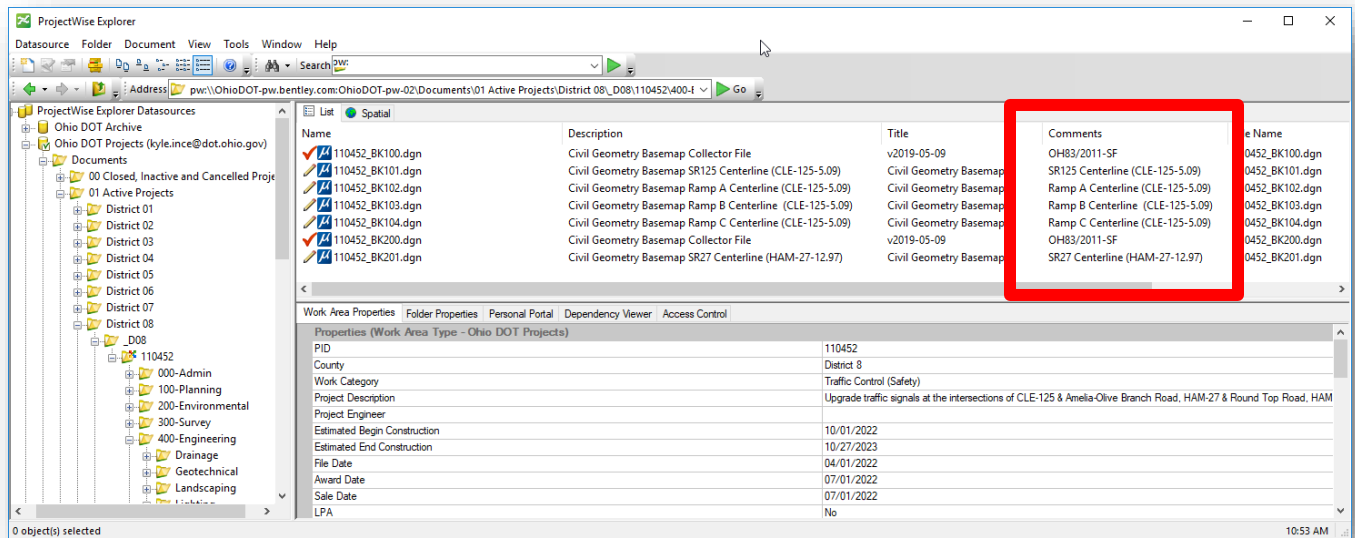 ProjectWise Explorer
Datasource Folder Document View Tools Window Help
Search pw:
Address pw:\\OhioDOT-pw.bentley.com:OhioDOT-pw-02\Documents\01 Active Projects\District 08\_D08\110452\400-E Go
ProjectWise Explorer Datasources
Ohio DOT Archive
Ohio DOT Projects (kyle.ince@dot.ohio.gov)
Documents
00 Closed, Inactive and Cancelled Proje
01 Active Projects
District 01
District 02
District 03
District 04
District 05
District 06
District 07
District 08
_D08
110452
000-Admin
100-Planning
200-Environmental
300-Survey
400-Engineering
Drainage
Geotechnical
Landscaping
Lighting
List Spatial
Name Description Title Comments e Name
110452_BK100.dgn Civil Geometry Basemap Collector File v2019-05-09 OH83/2011-SF 0452_BK100.dgn
110452_BK101.dgn Civil Geometry Basemap SR125 Centerline (CLE-125-5.09) Civil Geometry Basemap SR125 Centerline (CLE-125-5.09) 0452_BK101.dgn
110452_BK102.dgn Civil Geometry Basemap Ramp A Centerline (CLE-125-5.09) Civil Geometry Basemap Ramp A Centerline (CLE-125-5.09) 0452_BK102.dgn
110452_BK103.dgn Civil Geometry Basemap Ramp B Centerline (CLE-125-5.09) Civil Geometry Basemap Ramp B Centerline (CLE-125-5.09) 0452_BK103.dgn
110452_BK104.dgn Civil Geometry Basemap Ramp C Centerline (CLE-125-5.09) Civil Geometry Basemap Ramp C Centerline (CLE-125-5.09) 0452_BK104.dgn
110452_BK200.dgn Civil Geometry Basemap Collector File v2019-05-09 OH83/2011-SF 0452_BK200.dgn
110452_BK201.dgn Civil Geometry Basemap SR27 Centerline (HAM-27-12.97) Civil Geometry Basemap SR27 Centerline (HAM-27-12.97) 0452_BK201.dgn
Work Area Properties Folder Properties Personal Portal Dependency Viewer Access Control
Properties (Work Area Type - Ohio DOT Projects)
PID 110452
County District 8
Work Category Traffic Control (Safety)
Project Description Upgrade traffic signals at the intersections of CLE-125 & Amelia-Olive Branch Road, HAM-27 & Round Top Road, HAM
Project Engineer
Estimated Begin Construction 10/01/2022
Estimated End Construction 10/27/2023
File Date 04/01/2022
Award Date 07/01/2022
Sale Date 07/01/2022
LPA No
0 object(s) selected 10:53 AM